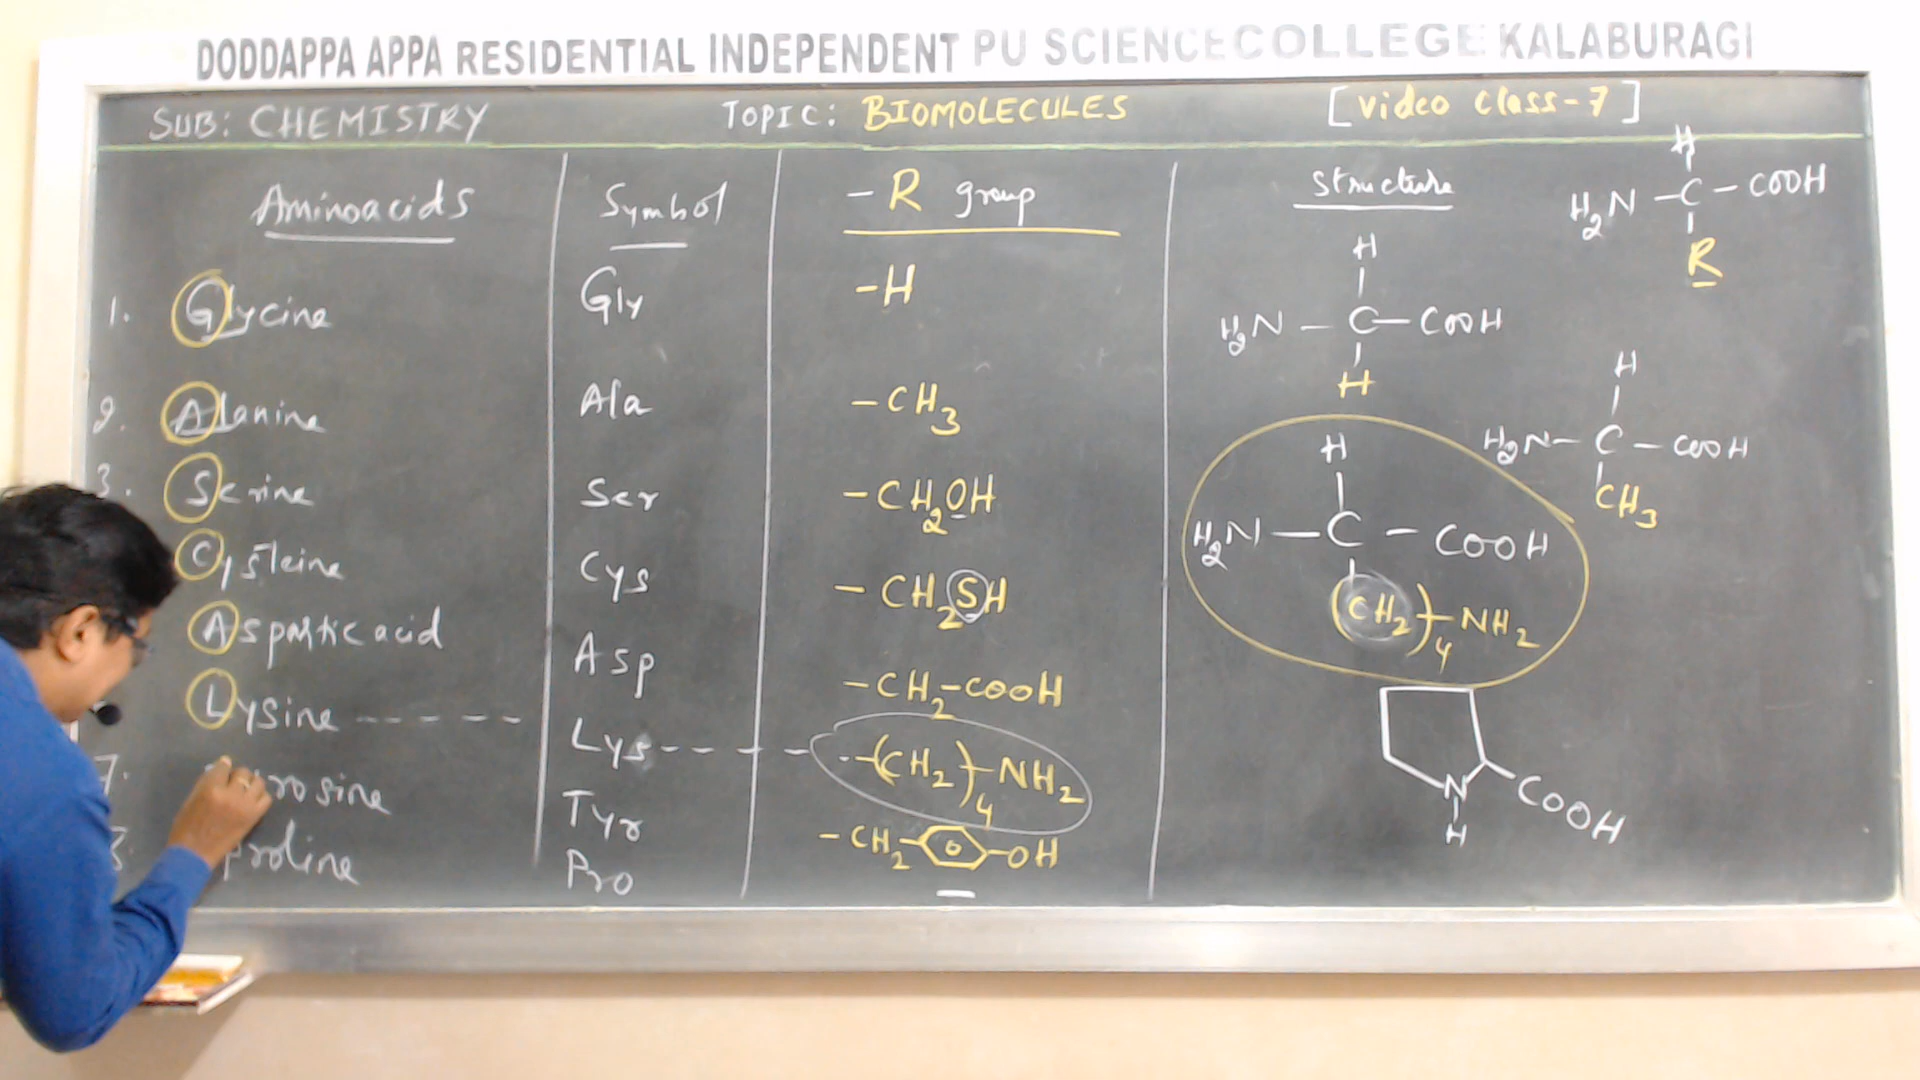 DODDAPPA APPA RESIDENTIAL INDEPENDENT PU SCIENCE COLLEGE KALABURAGI
SUB: CHEMISTRY TOPIC: BIOMOLECULES [Video Class-7]
Aminoacids Symbol -R group Structure
H
H2N-C-COOH
R
1. Glycine Gly -H
H
H2N-C-COOH
H
2. Alanine Ala -CH3
H
H2N-C-COOH
CH3
3. Serine Ser -CH2OH
H
H2N-C-COOH
(CH2)4-NH2
Cysteine Cys -CH2SH
Aspartic acid Asp -CH2-COOH
Lysine ----- Lys ---- -(CH2)4-NH2
7. rosine Tyr -CH2-OH
N COOH
H
8. proline Pro -